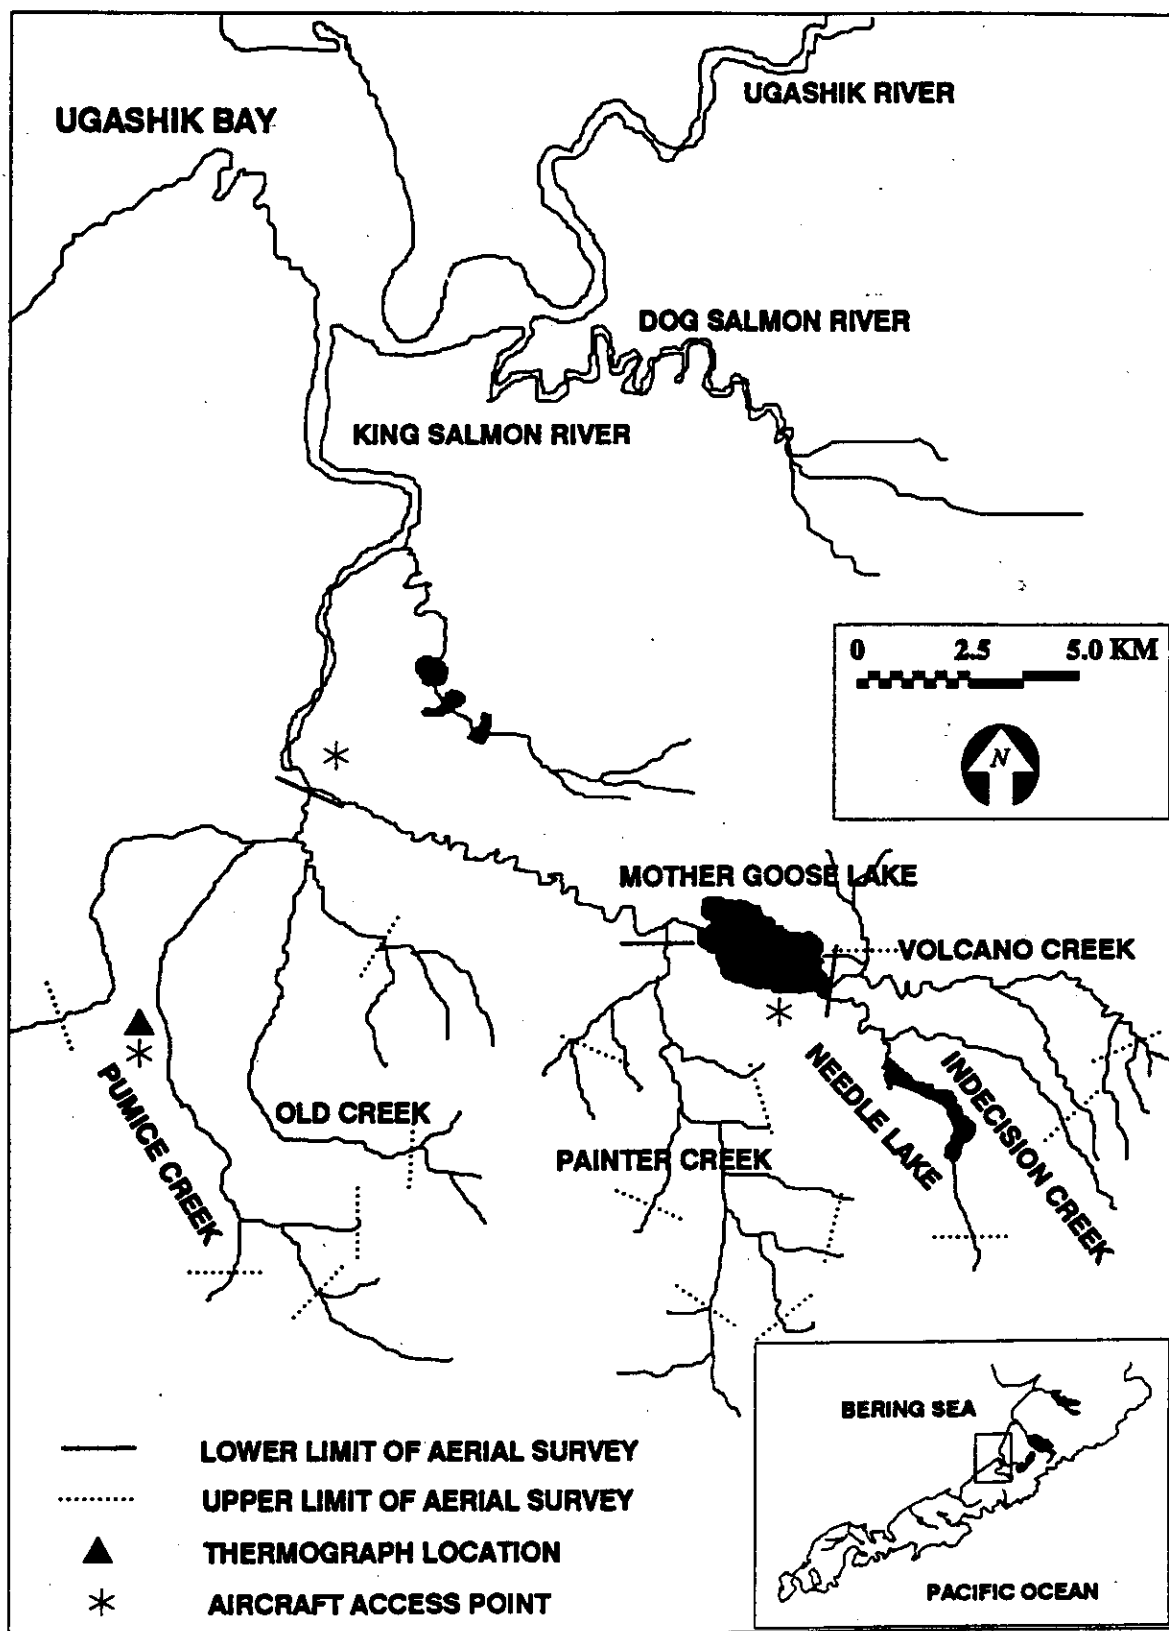 UGASHIK RIVER
UGASHIK BAY
DOG SALMON RIVER
KING SALMON RIVER
0 2.5 5.0 KM
N
MOTHER GOOSE LAKE
VOLCANO CREEK
NEEDLE LAKE
INDECISION CREEK
PUMICE CREEK
OLD CREEK
PAINTER CREEK
BERING SEA
PACIFIC OCEAN
LOWER LIMIT OF AERIAL SURVEY
UPPER LIMIT OF AERIAL SURVEY
THERMOGRAPH LOCATION
AIRCRAFT ACCESS POINT